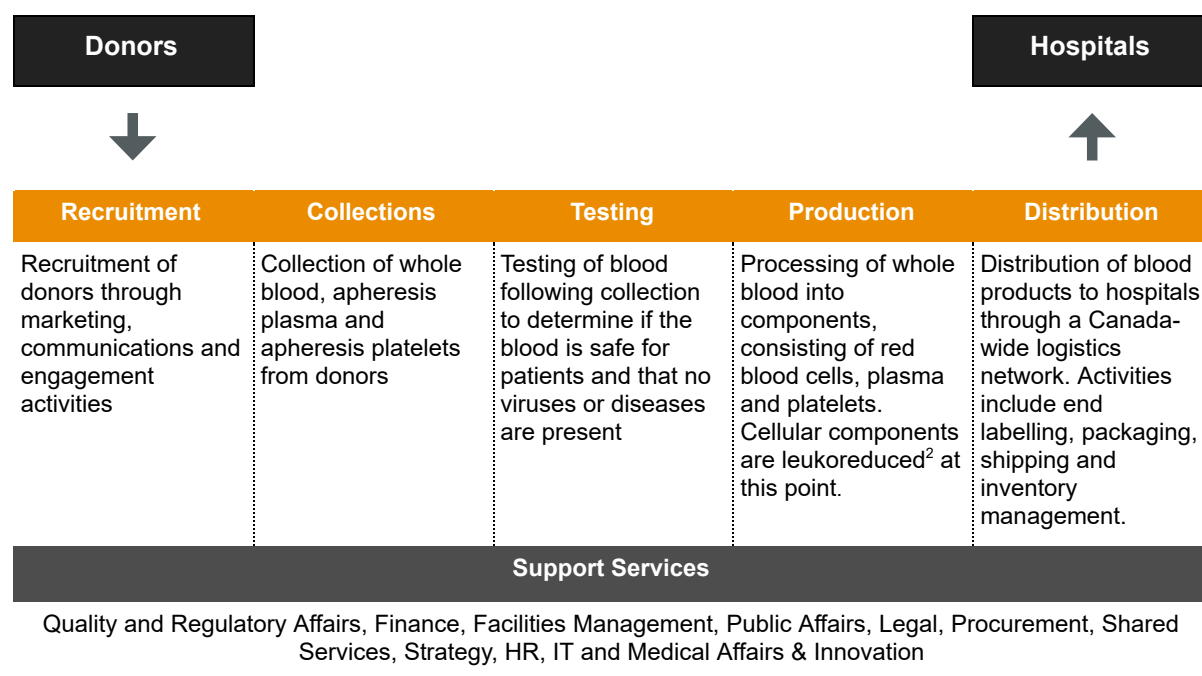 Donors
Hospitals
Recruitment
Collections
Testing
Production
Distribution
Recruitment of
donors through
marketing,
communications and
engagement
activities
Collection of whole
blood, apheresis
plasma and
apheresis platelets
from donors
Testing of blood
following collection
to determine if the
blood is safe for
patients and that no
viruses or diseases
are present
Processing of whole
blood into
components,
consisting of red
blood cells, plasma
and platelets.
Cellular components
are leukoreduced² at
this point.
Distribution of blood
products to hospitals
through a Canada-
wide logistics
network. Activities
include end
labelling, packaging,
shipping and
inventory
management.
Support Services
Quality and Regulatory Affairs, Finance, Facilities Management, Public Affairs, Legal, Procurement, Shared
Services, Strategy, HR, IT and Medical Affairs & Innovation